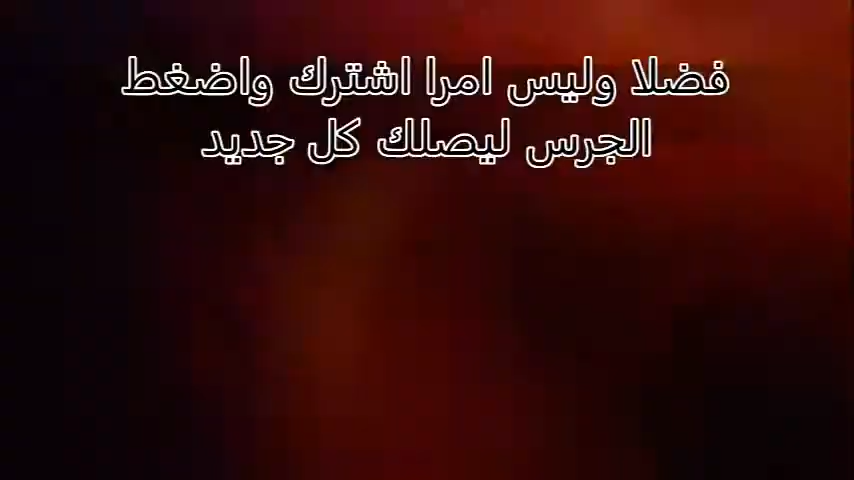 فضلا وليس امرا اشترك واضغط
الجرس ليصلك كل جديد